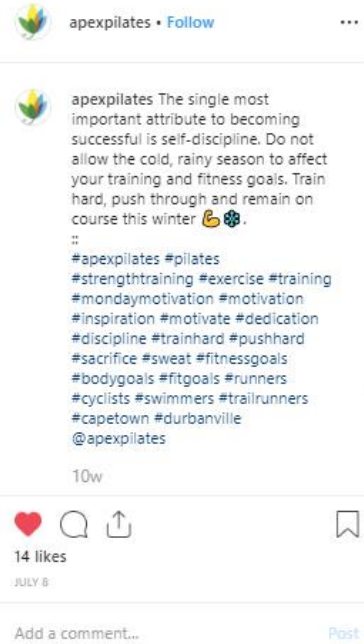 apexpilates • Follow
apexpilates The single most
important attribute to becoming
successful is self-discipline. Do not
allow the cold, rainy season to affect
your training and fitness goals. Train
hard, push through and remain on
course this winter 💪❄.
::
#apexpilates #pilates
#strengthtraining #exercise #training
#mondaymotivation #motivation
#inspiration #motivate #dedication
#discipline #trainhard #pushhard
#sacrifice #sweat #fitnessgoals
#bodygoals #fitgoals #runners
#cyclists #swimmers #trailrunners
#capetown #durbanville
@apexpilates
10w
14 likes
JULY 8
Add a comment... Post